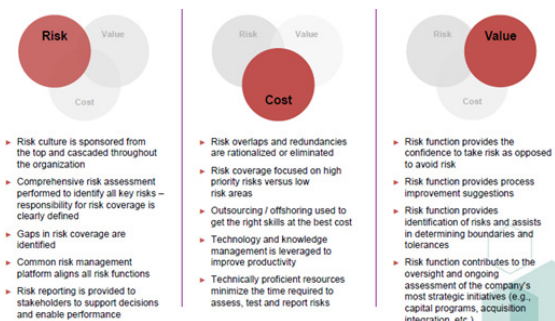 Risk
Value
Cost
Risk culture is sponsored from
the top and cascaded throughout
the organization
Comprehensive risk assessment
performed to identify all key risks –
responsibility for risk coverage is
clearly defined
Gaps in risk coverage are
identified
Common risk management
platform aligns all risk functions
Risk reporting is provided to
stakeholders to support decisions
and enable performance
Risk
Value
Cost
Risk overlaps and redundancies
are rationalized or eliminated
Risk coverage focused on high
priority risks versus low
risk areas
Outsourcing / offshoring used to
get the right skills at the best cost
Technology and knowledge
management is leveraged to
improve productivity
Technically proficient resources
minimize the time required to
assess, test and report risks
Risk
Value
Cost
Risk function provides the
confidence to take risk as opposed
to avoid risk
Risk function provides process
improvement suggestions
Risk function provides
identification of risks and assists
in determining boundaries and
tolerances
Risk function contributes to the
oversight and ongoing
assessment of the company's
most strategic initiatives (e.g.,
capital programs, acquisition
integration, etc.)